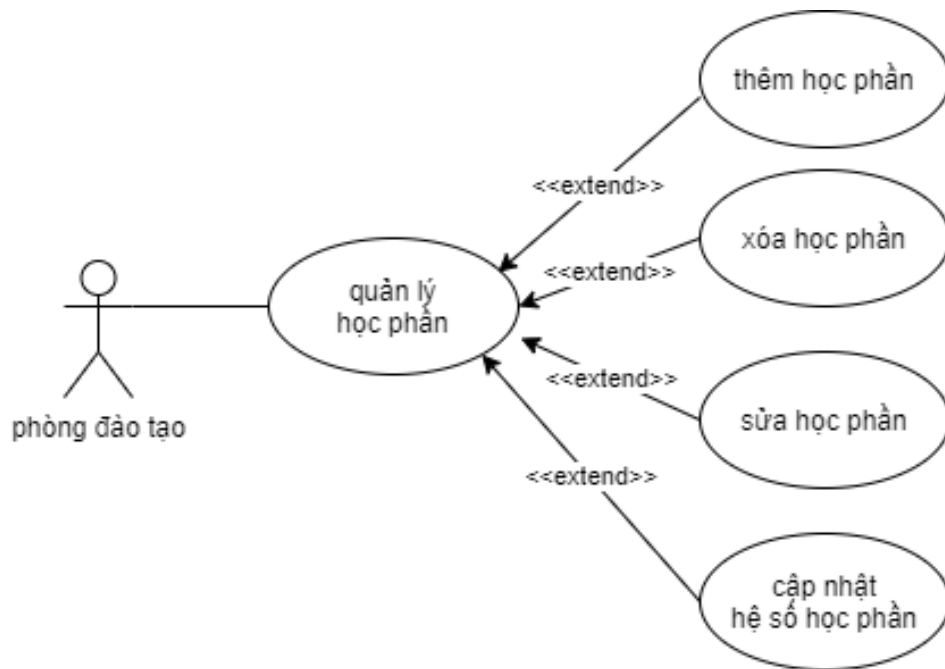 thêm học phần
<<extend>>
xóa học phần
<<extend>>
quản lý
học phần
<<extend>>
sửa học phần
phòng đào tạo
<<extend>>
cập nhật
hệ số học phần